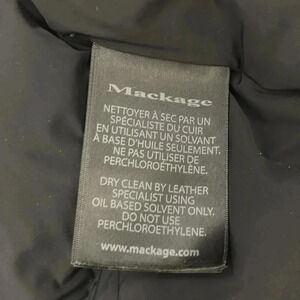 Mackage
NETTOYER À SEC PAR UN
SPÉCIALISTE DU CUIR
EN UTILISANT UN SOLVANT
À BASE D'HUILE SEULEMENT.
NE PAS UTILISER DE
PERCHLOROÉTHYLÈNE.
DRY CLEAN BY LEATHER
SPECIALIST USING
OIL BASED SOLVENT ONLY.
DO NOT USE
PERCHLOROETHYLENE.
www.mackage.com